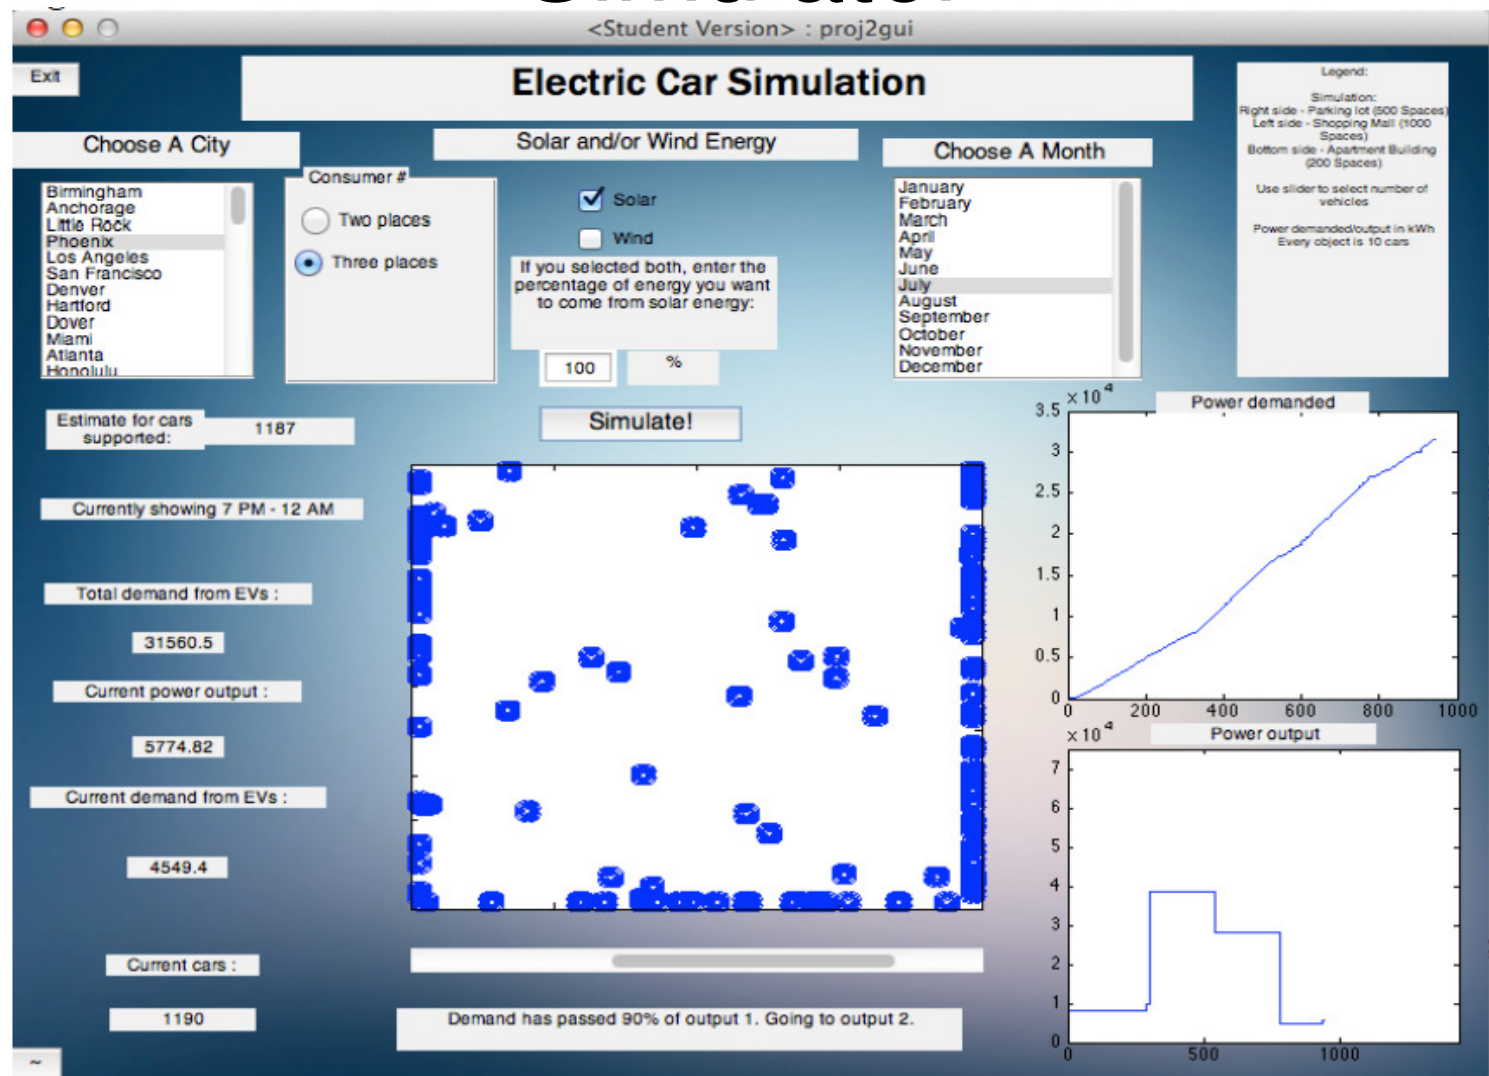 <Student Version> : proj2gui
Exit
Electric Car Simulation
Legend:
Simulation:
Right side - Parking lot (500 Spaces)
Left side - Shopping Mall (1000
Spaces)
Bottom side - Apartment Building
(200 Spaces)
Use slider to select number of
vehicles
Power demanded/output in kWh
Every object is 10 cars
Choose A City
Birmingham
Anchorage
Little Rock
Phoenix
Los Angeles
San Francisco
Denver
Hartford
Dover
Miami
Atlanta
Honolulu
Consumer #
Two places
Three places
Solar and/or Wind Energy
Solar
Wind
If you selected both, enter the
percentage of energy you want
to come from solar energy:
100
%
Choose A Month
January
February
March
April
May
June
July
August
September
October
November
December
Estimate for cars
supported:
1187
Simulate!
Currently showing 7 PM - 12 AM
Total demand from EVs :
31560.5
Current power output :
5774.82
Current demand from EVs :
4549.4
Current cars :
1190
~
Demand has passed 90% of output 1. Going to output 2.
Power demanded
x 10^4
3.5
3
2.5
2
1.5
1
0.5
0
0 200 400 600 800 1000
Power output
x 10^4
7
6
5
4
3
2
1
0
0 500 1000